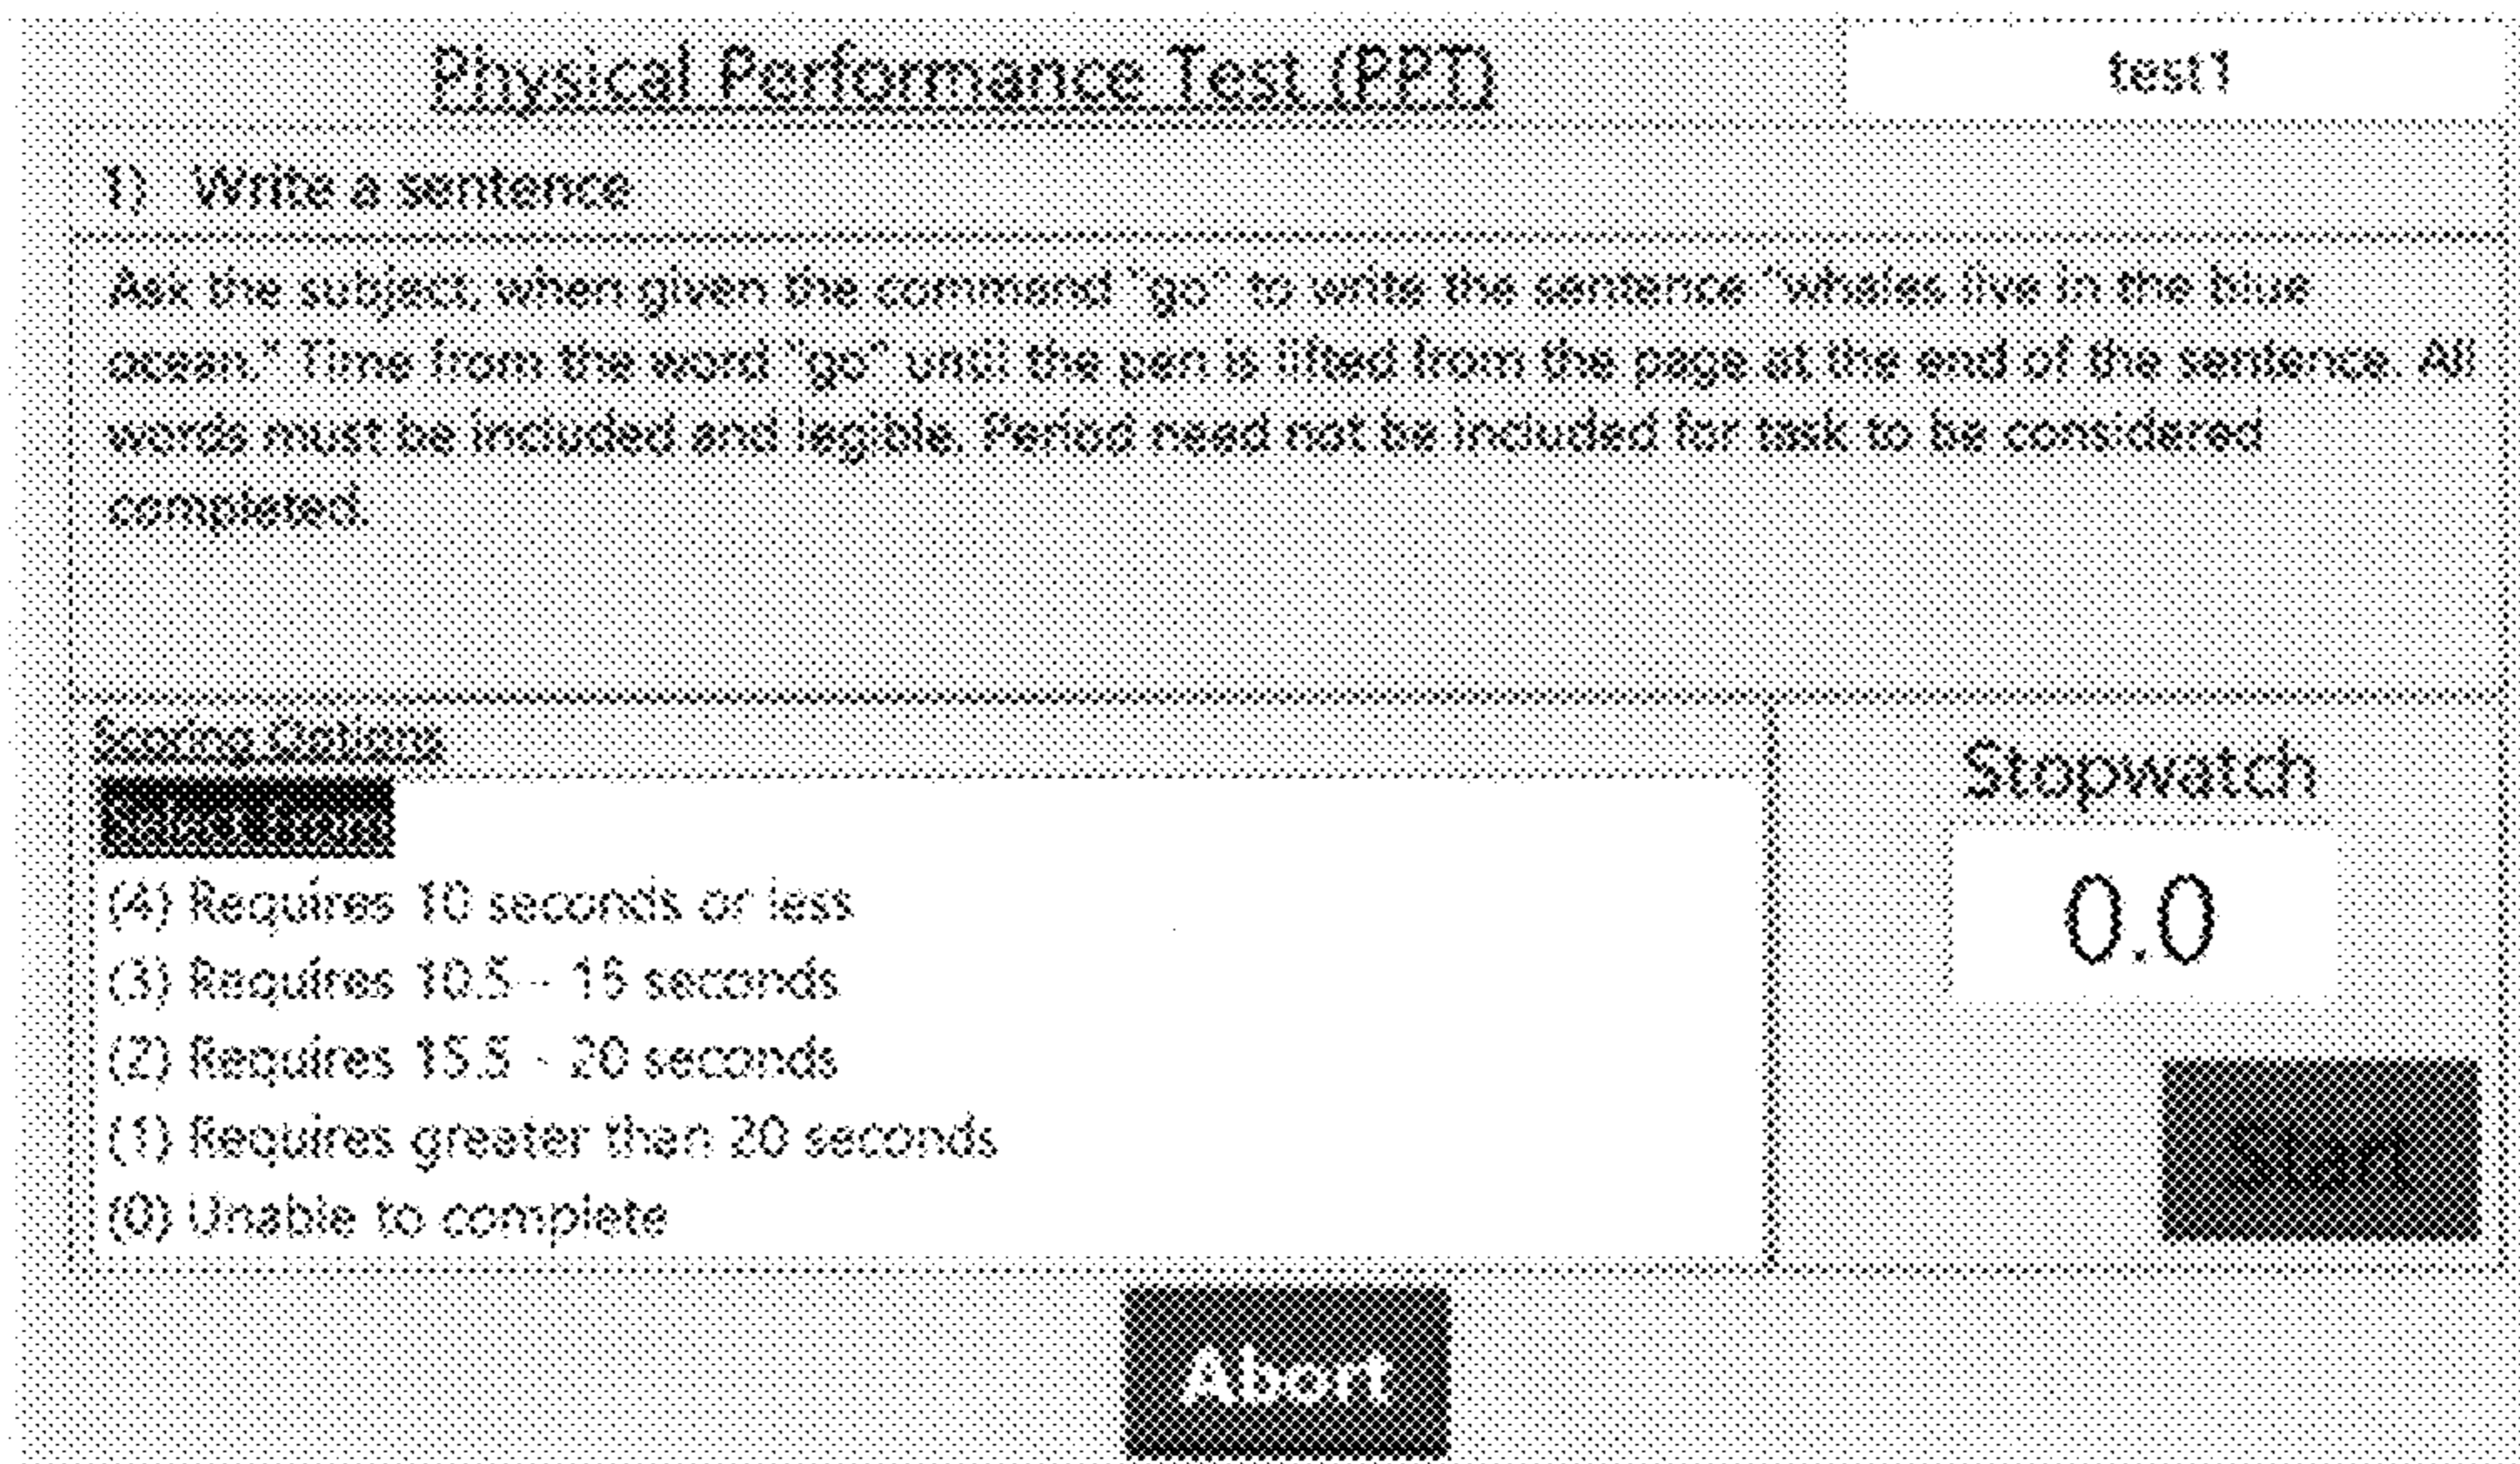 Physical Performance Test (PPT)
test1
1) Write a sentence
Ask the subject, when given the command "go" to write the sentence "whales live in the blue
ocean." Time from the word "go" until the pen is lifted from the page at the end of the sentence. All
words must be included and legible. Period need not be included for task to be considered
completed.
Scoring Options
Stopwatch
0.0
(4) Requires 10 seconds or less
(3) Requires 10.5 - 15 seconds
(2) Requires 15.5 - 20 seconds
(1) Requires greater than 20 seconds
(0) Unable to complete
Start
Abort